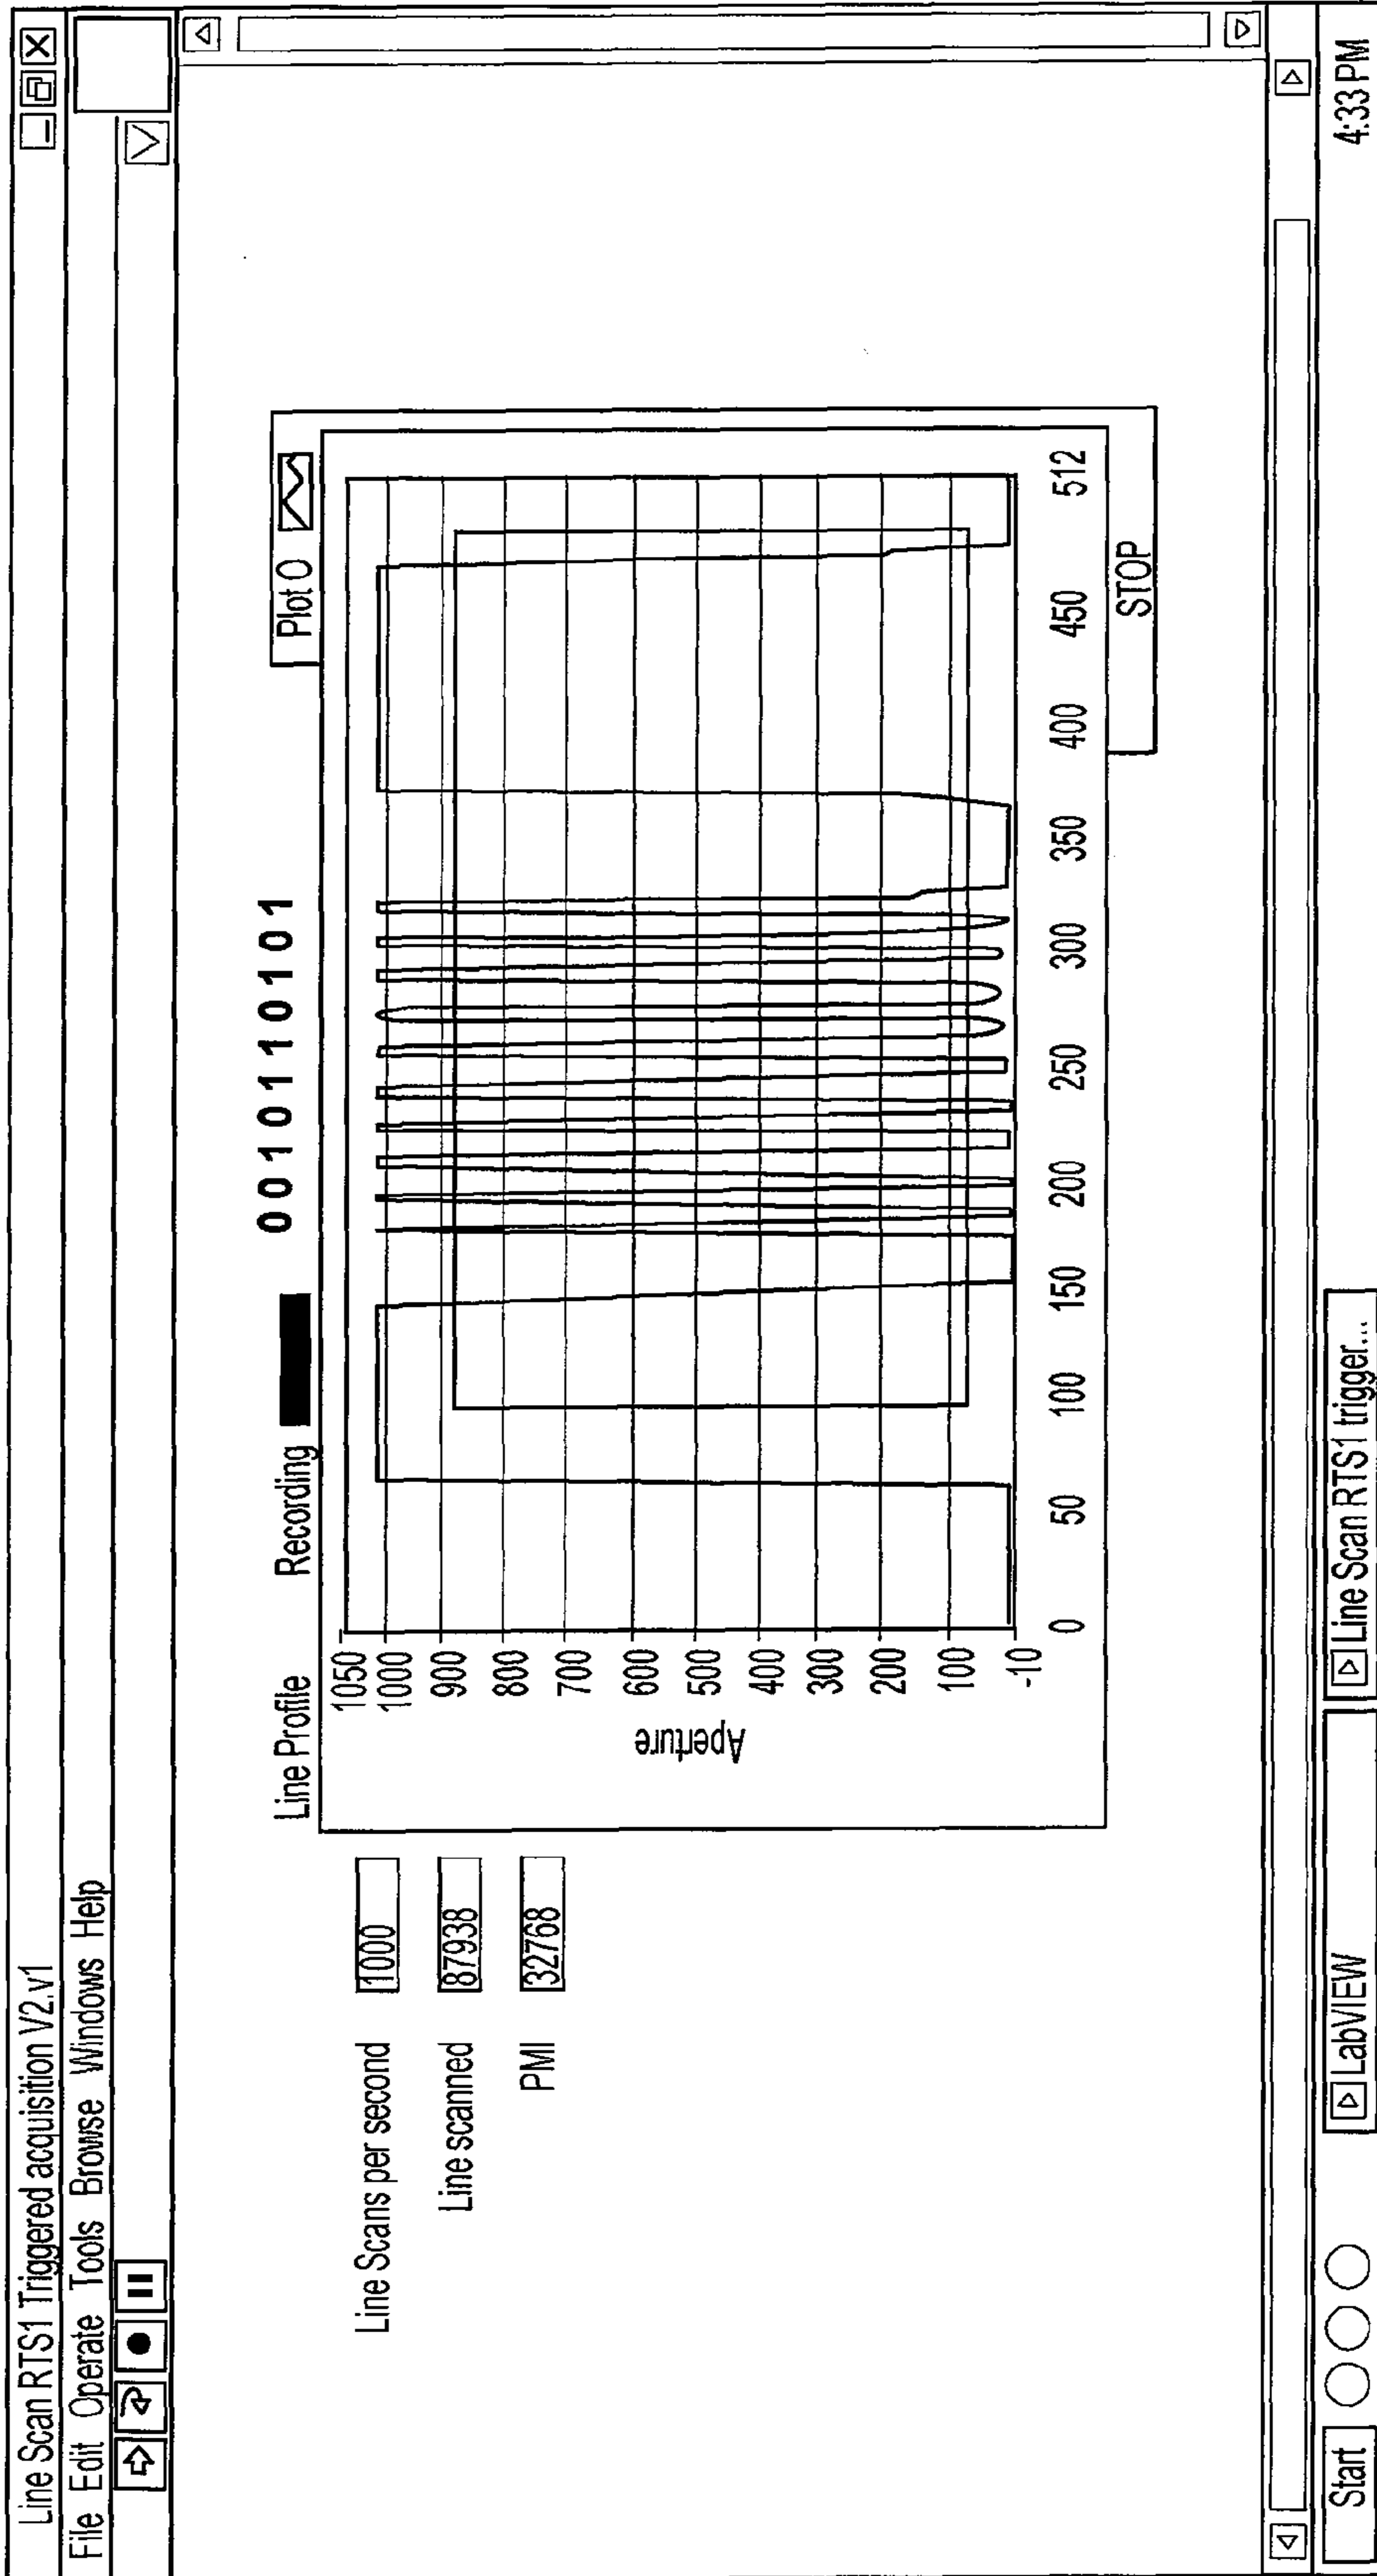 Line Scan RTS1 Triggered acquisition V2.v1
File Edit Operate Tools Browse Windows Help
Line Scans per second 1000
Line scanned 87938
PMI 32768
Line Profile Recording 0 0 1 0 1 1 0 1 0 1 0 1
Plot O
Aperture
1050
1000
900
800
700
600
500
400
300
200
100
-10
0 50 100 150 200 250 300 350 400 450 512
STOP
Start LabVIEW Line Scan RTS1 trigger... 4:33 PM